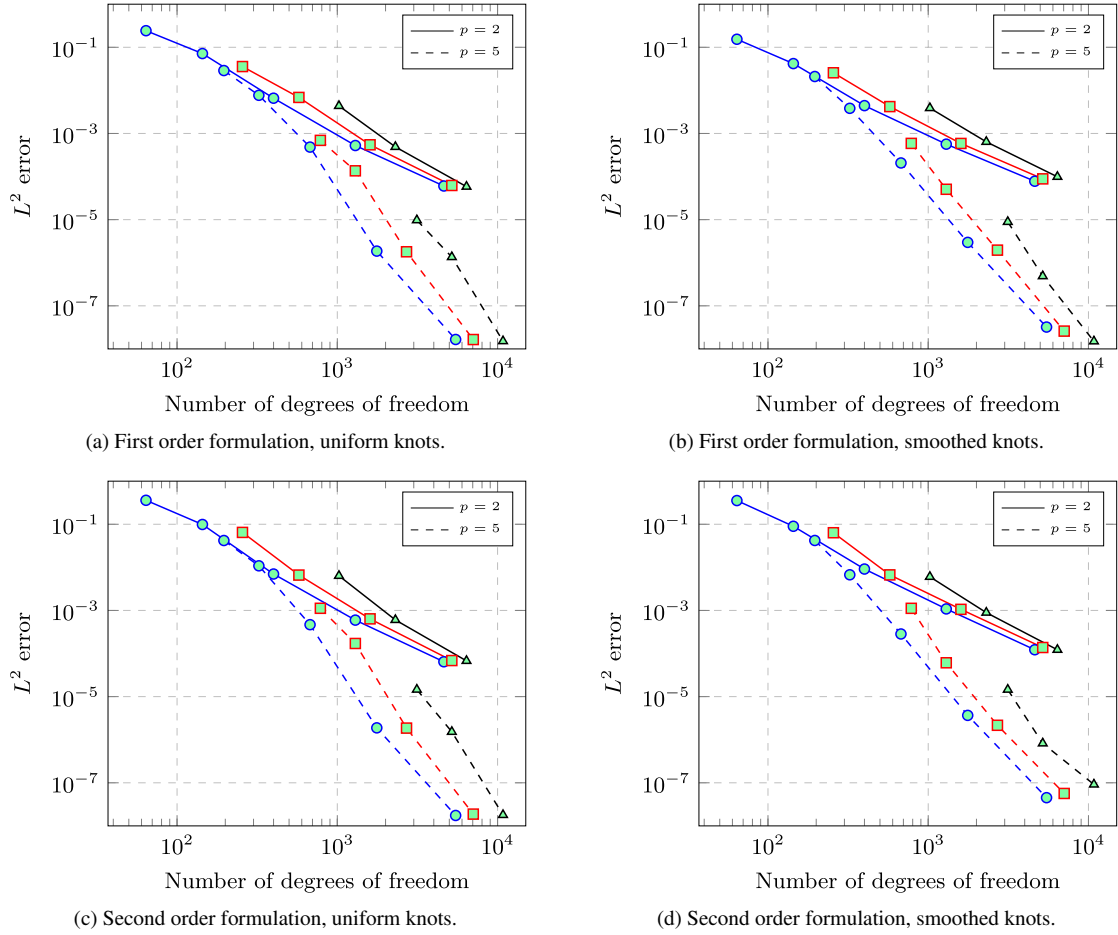 10^{-1}
10^{-3}
10^{-5}
10^{-7}
L^2 error
p = 2
p = 5
10^2
10^3
10^4
Number of degrees of freedom
(a) First order formulation, uniform knots.
10^{-1}
10^{-3}
10^{-5}
10^{-7}
L^2 error
p = 2
p = 5
10^2
10^3
10^4
Number of degrees of freedom
(b) First order formulation, smoothed knots.
10^{-1}
10^{-3}
10^{-5}
10^{-7}
L^2 error
p = 2
p = 5
10^2
10^3
10^4
Number of degrees of freedom
(c) Second order formulation, uniform knots.
10^{-1}
10^{-3}
10^{-5}
10^{-7}
L^2 error
p = 2
p = 5
10^2
10^3
10^4
Number of degrees of freedom
(d) Second order formulation, smoothed knots.